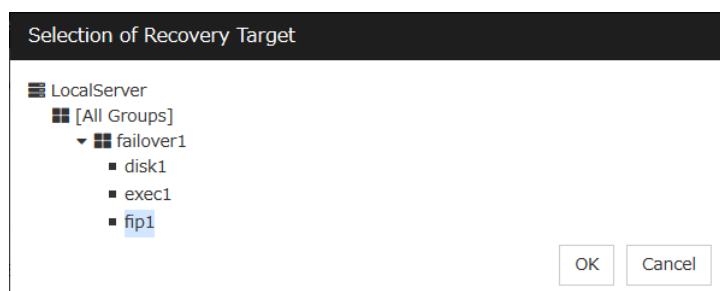 Selection of Recovery Target
LocalServer
[All Groups]
failover1
disk1
exec1
fip1
OK Cancel